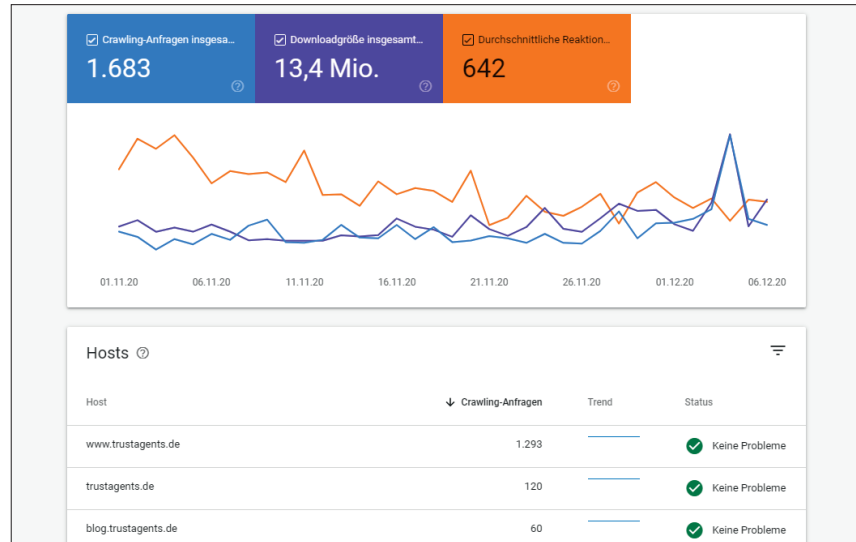 Crawling-Anfragen insgesa...
1.683
Downloadgröße insgesamt...
13,4 Mio.
Durchschnittliche Reaktion...
642
01.11.20 06.11.20 11.11.20 16.11.20 21.11.20 26.11.20 01.12.20 06.12.20
Hosts
Host Crawling-Anfragen Trend Status
www.trustagents.de 1.293 Keine Probleme
trustagents.de 120 Keine Probleme
blog.trustagents.de 60 Keine Probleme